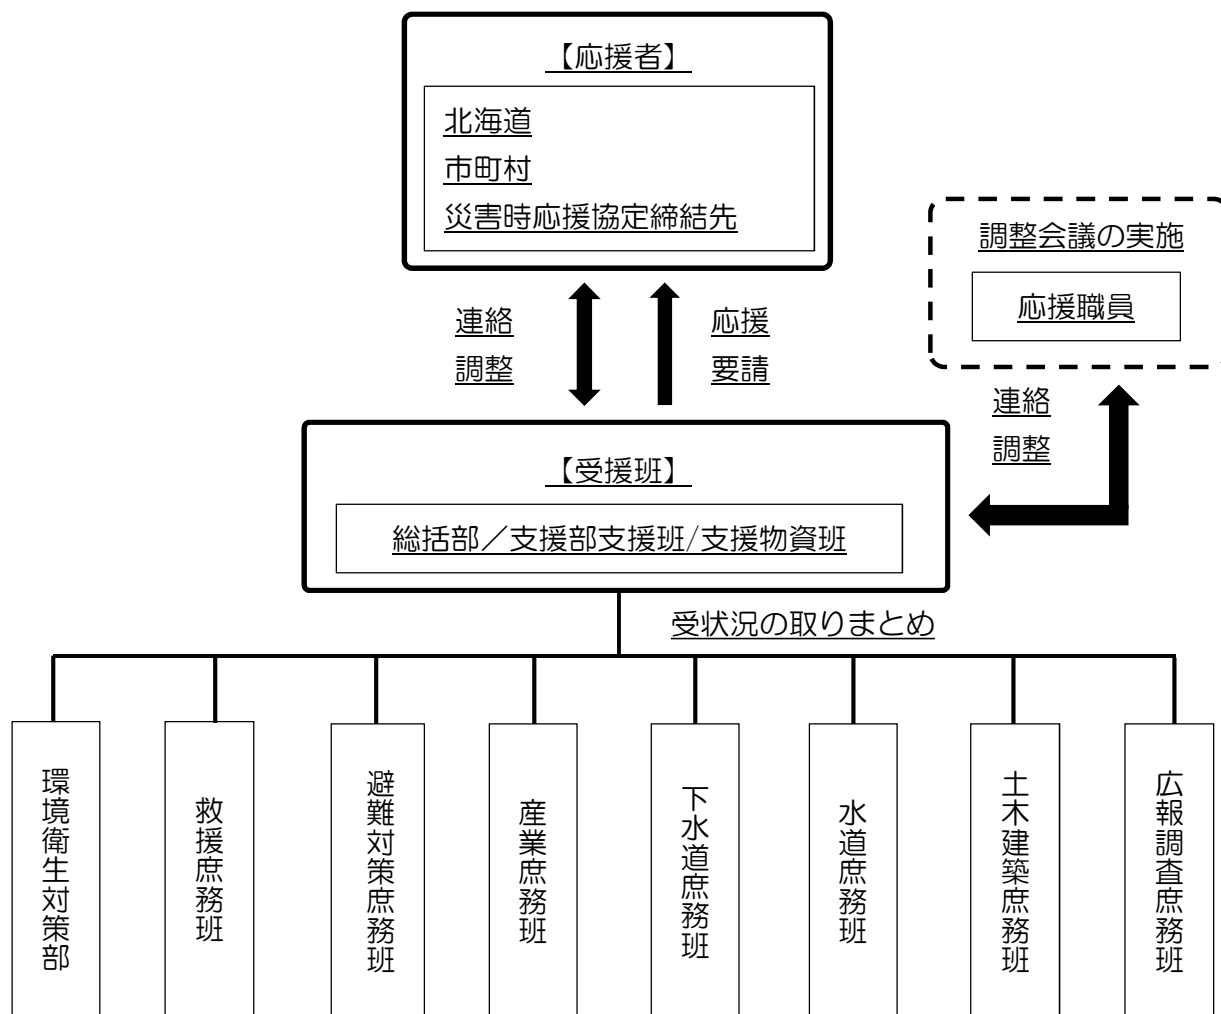 【応援者】
北海道
市町村
災害時応援協定締結先
調整会議の実施
応援職員
連絡
調整
応援
要請
連絡
調整
【受援班】
総括部／支援部支援班/支援物資班
受状況の取りまとめ
環境衛生対策部
救援庶務班
避難対策庶務班
産業庶務班
下水道庶務班
水道庶務班
土木建築庶務班
広報調査庶務班